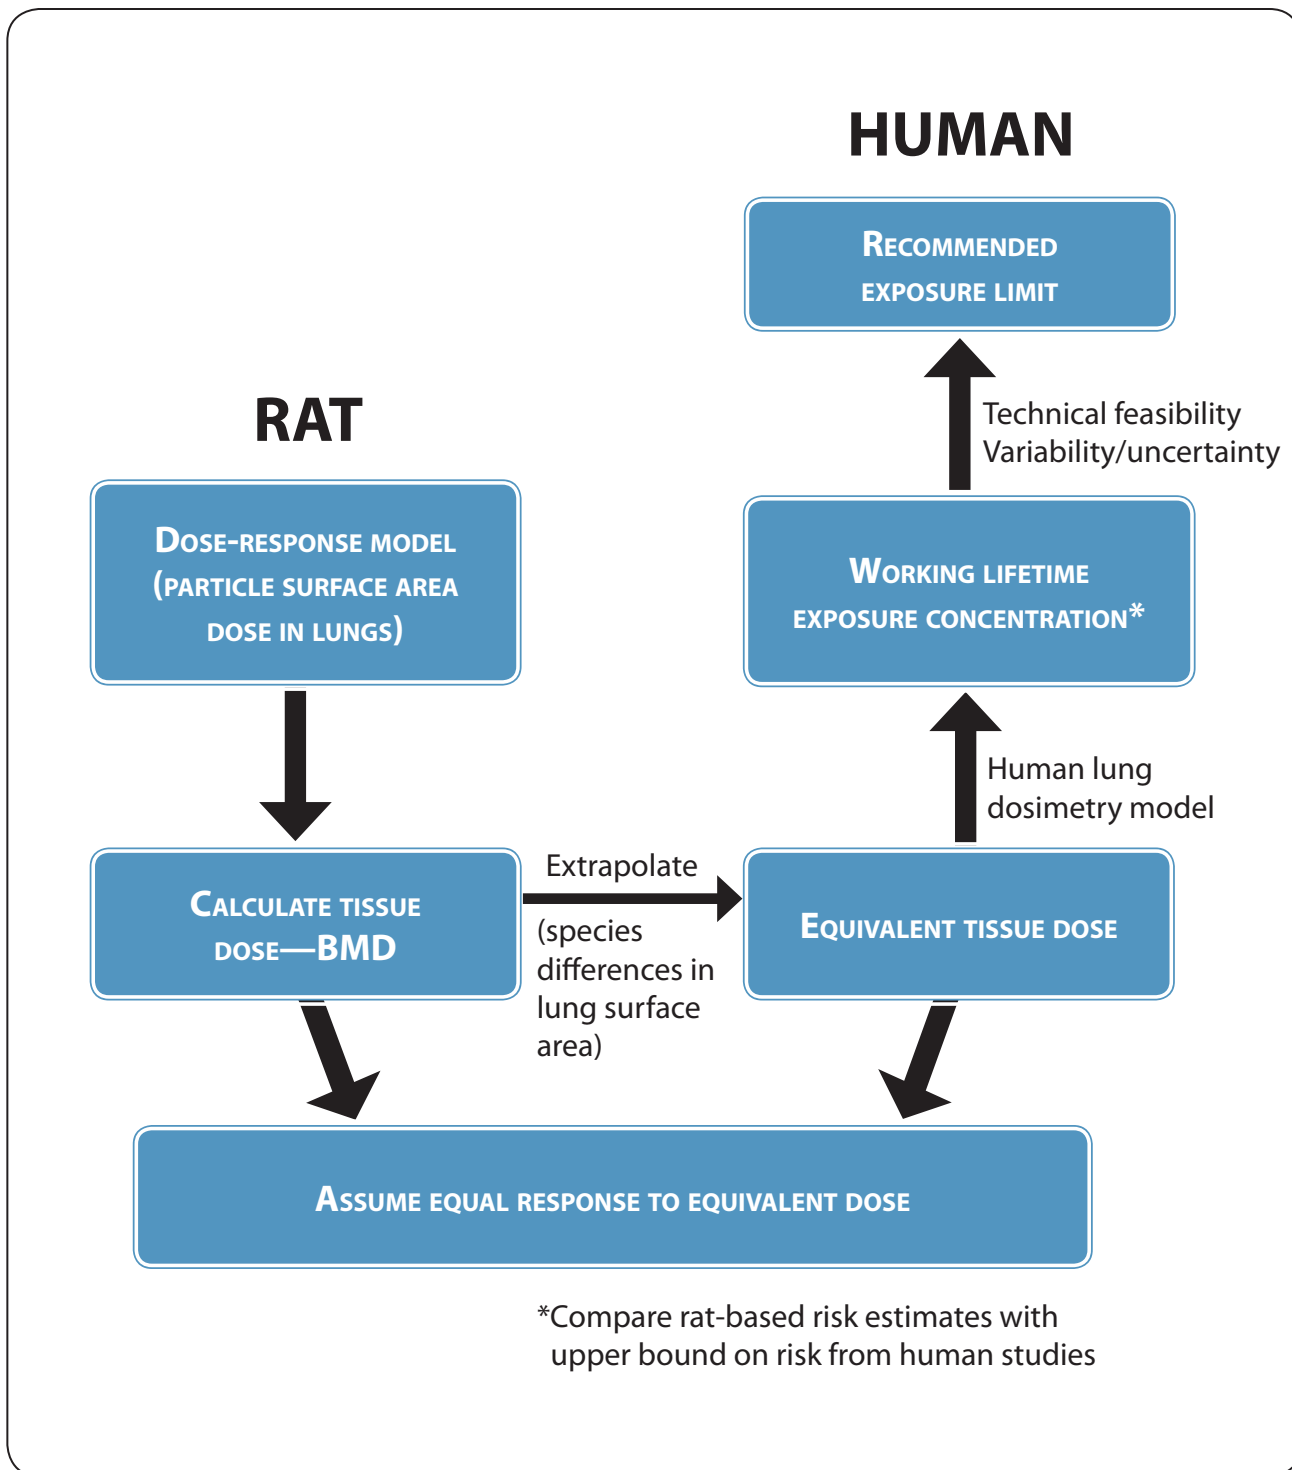 HUMAN
RECOMMENDED
EXPOSURE LIMIT
Technical feasibility
Variability/uncertainty
RAT
DOSE-RESPONSE MODEL
(PARTICLE SURFACE AREA
DOSE IN LUNGS)
WORKING LIFETIME
EXPOSURE CONCENTRATION*
Human lung
dosimetry model
CALCULATE TISSUE
DOSE—BMD
Extrapolate
(species
differences in
lung surface
area)
EQUIVALENT TISSUE DOSE
ASSUME EQUAL RESPONSE TO EQUIVALENT DOSE
*Compare rat-based risk estimates with
upper bound on risk from human studies